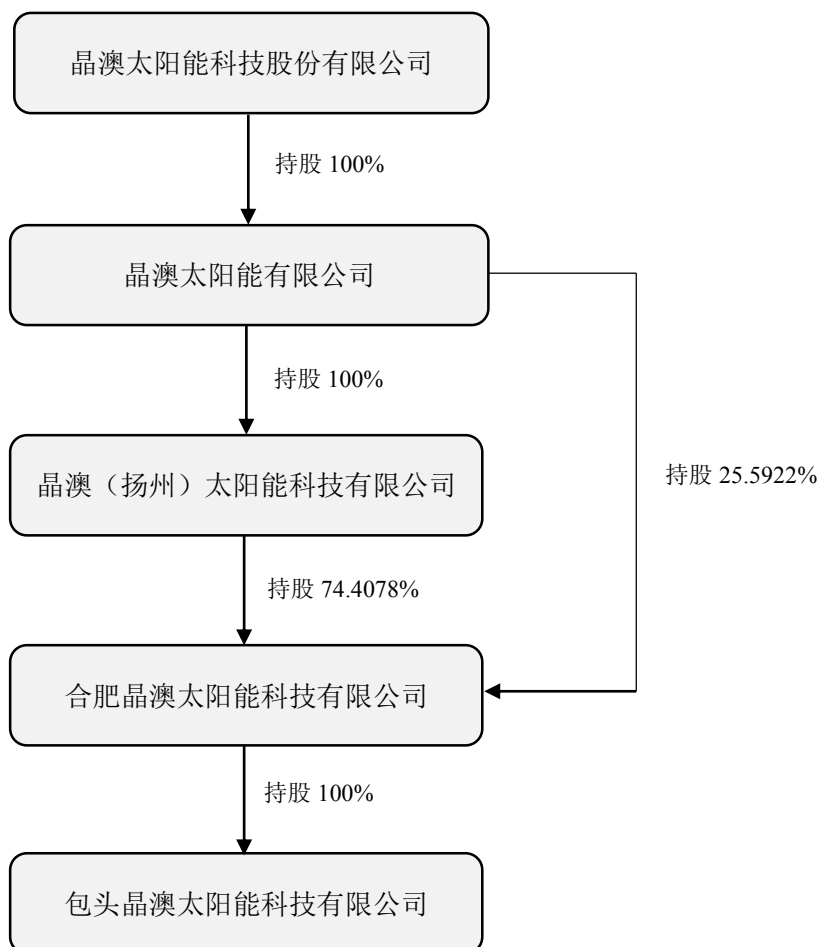 晶澳太阳能科技股份有限公司
持股 100%
晶澳太阳能有限公司
持股 100%
晶澳（扬州）太阳能科技有限公司
持股 25.5922%
持股 74.4078%
合肥晶澳太阳能科技有限公司
持股 100%
包头晶澳太阳能科技有限公司